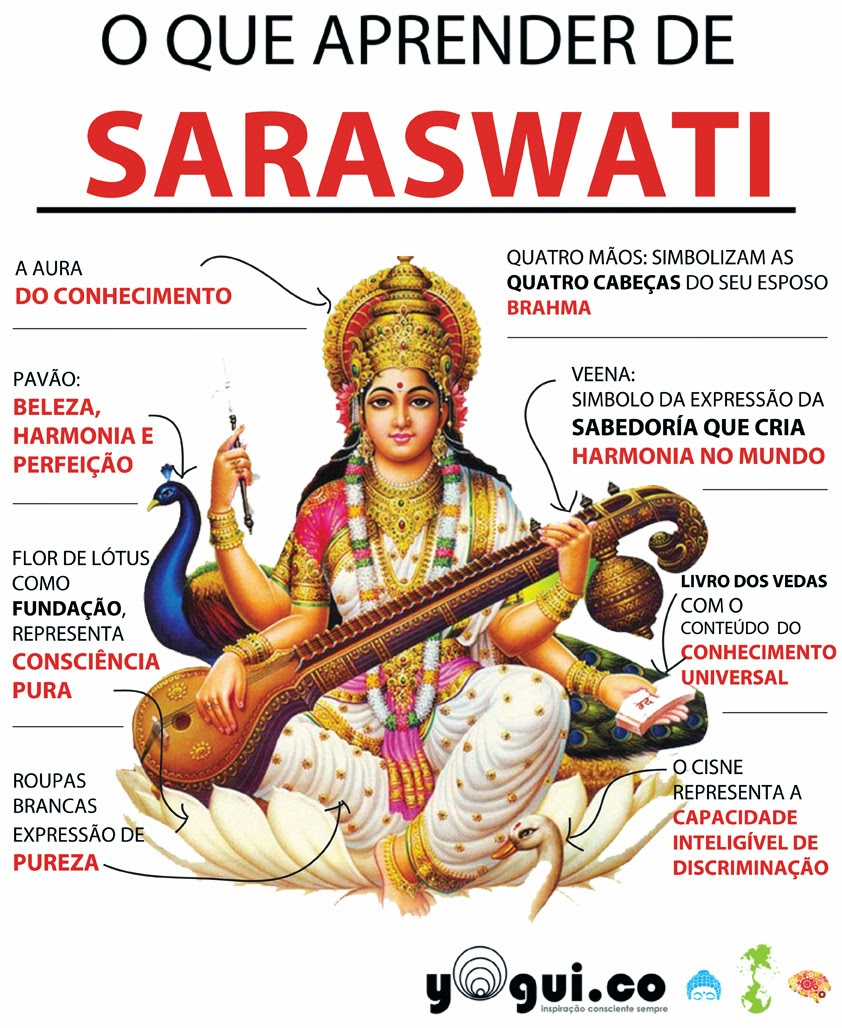 O QUE APRENDER DE
SARASWATI
A AURA
DO CONHECIMENTO
QUATRO MÃOS: SIMBOLIZAM AS
QUATRO CABEÇAS DO SEU ESPOSO
BRAHMA
PAVÃO:
BELEZA,
HARMONIA E
PERFEIÇÃO
VEENA:
SIMBOLO DA EXPRESSÃO DA
SABEDORÍA QUE CRIA
HARMONIA NO MUNDO
FLOR DE LÓTUS
COMO
FUNDAÇÃO,
REPRESENTA
CONSCIÊNCIA
PURA
LIVRO DOS VEDAS
COM O
CONTEÚDO DO
CONHECIMENTO
UNIVERSAL
वेद
ROUPAS
BRANCAS
EXPRESSÃO DE
PUREZA
O CISNE
REPRESENTA A
CAPACIDADE
INTELIGÍVEL DE
DISCRIMINAÇÃO
yogui.co
inspiração consciente sempre